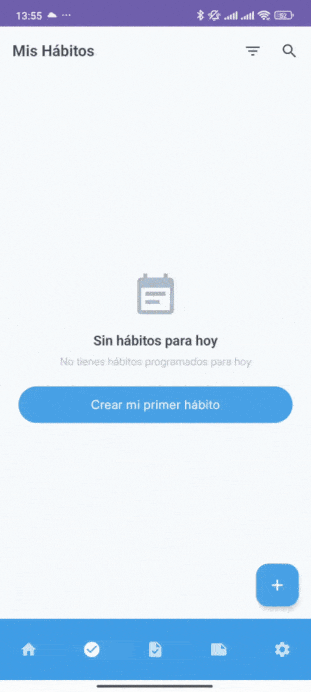 13:55
Mis Hábitos
Sin hábitos para hoy
No tienes hábitos programados para hoy
Crear mi primer hábito
+